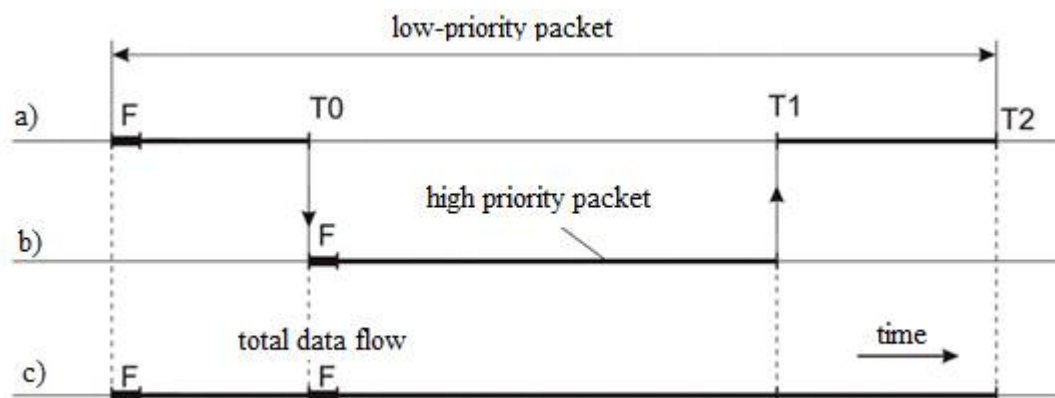 low-priority packet
a) F T0 T1 T2
high priority packet
b) F
total data flow time
c) F F